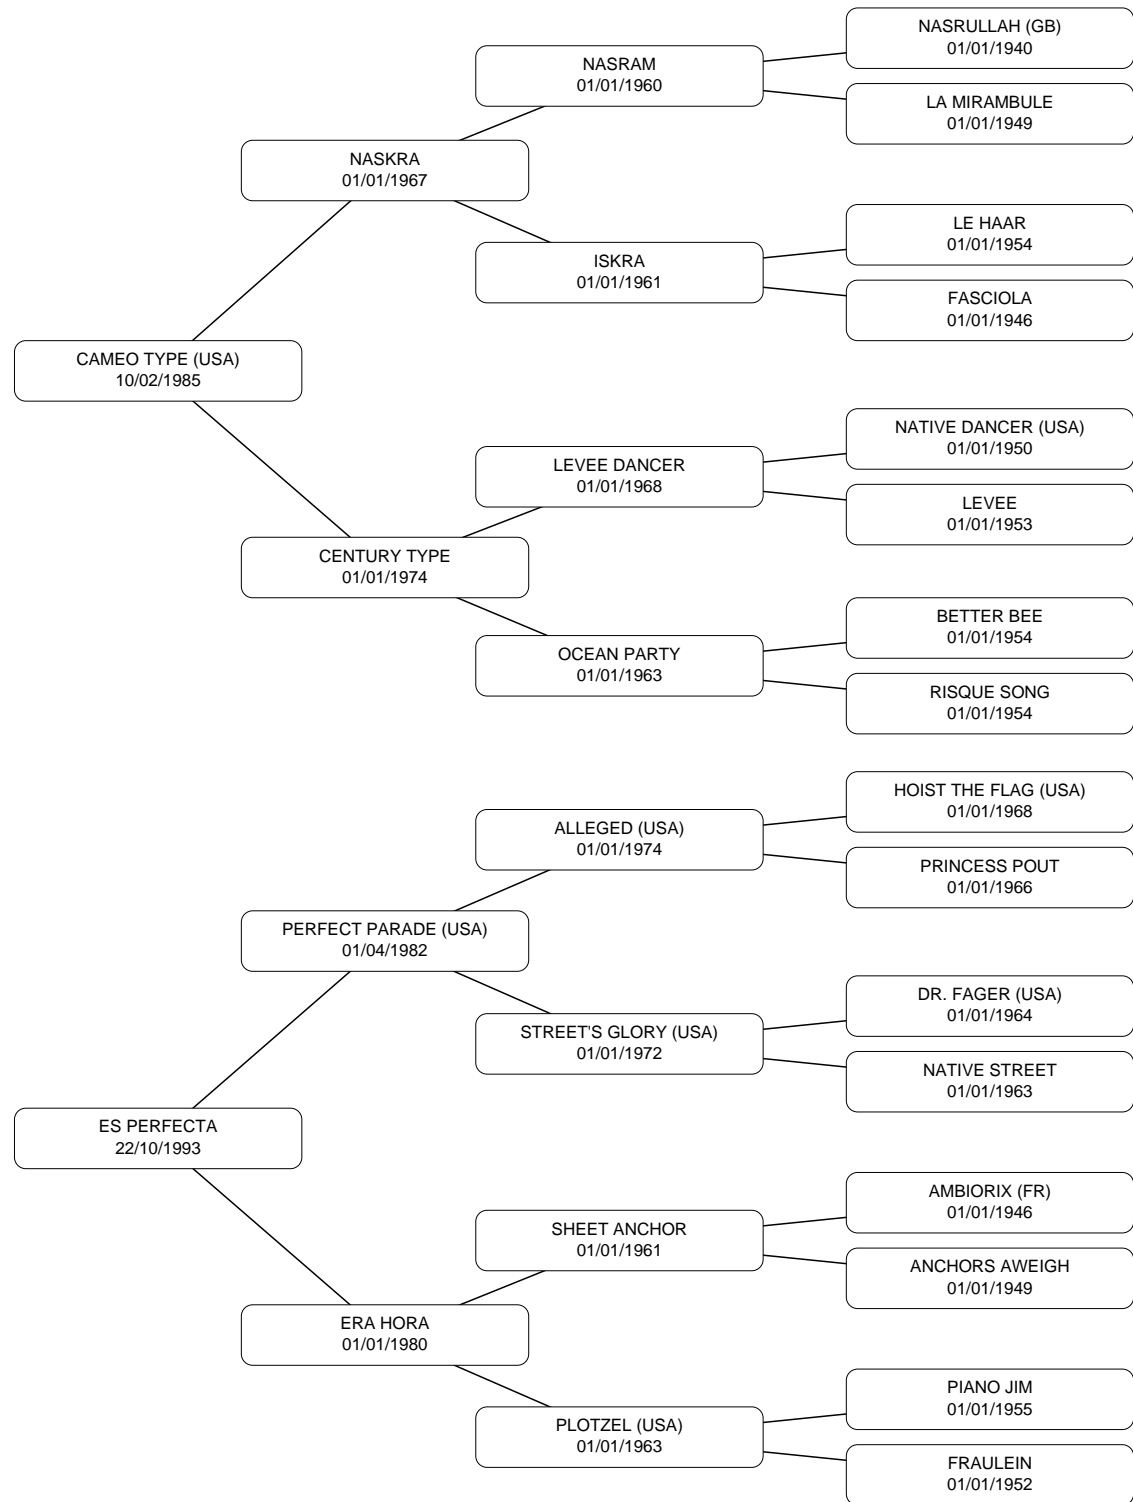 NASRULLAH (GB)
01/01/1940
NASRAM
01/01/1960
LA MIRAMBULE
01/01/1949
NASKRA
01/01/1967
LE HAAR
01/01/1954
ISKRA
01/01/1961
FASCIOLA
01/01/1946
CAMEO TYPE (USA)
10/02/1985
NATIVE DANCER (USA)
01/01/1950
LEVEE DANCER
01/01/1968
LEVEE
01/01/1953
CENTURY TYPE
01/01/1974
BETTER BEE
01/01/1954
OCEAN PARTY
01/01/1963
RISQUE SONG
01/01/1954
HOIST THE FLAG (USA)
01/01/1968
ALLEGED (USA)
01/01/1974
PRINCESS POUT
01/01/1966
PERFECT PARADE (USA)
01/04/1982
DR. FAGER (USA)
01/01/1964
STREET'S GLORY (USA)
01/01/1972
NATIVE STREET
01/01/1963
ES PERFECTA
22/10/1993
AMBIORIX (FR)
01/01/1946
SHEET ANCHOR
01/01/1961
ANCHORS AWEIGH
01/01/1949
ERA HORA
01/01/1980
PIANO JIM
01/01/1955
PLOTZEL (USA)
01/01/1963
FRAULEIN
01/01/1952